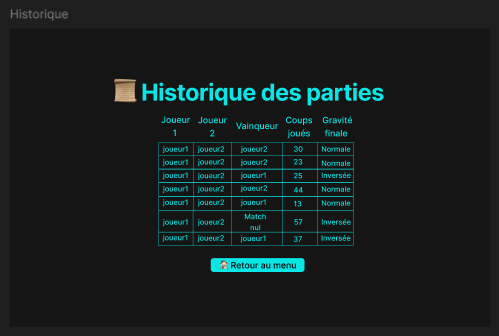 Historique
📜 Historique des parties
Joueur 1 Joueur 2 Vainqueur Coups joués Gravité finale
joueur1 joueur2 joueur2 30 Normale
joueur1 joueur2 joueur2 23 Normale
joueur1 joueur2 joueur1 25 Inversée
joueur1 joueur2 joueur2 44 Normale
joueur1 joueur2 joueur1 13 Normale
joueur1 joueur2 Match nul 57 Inversée
joueur1 joueur2 joueur1 37 Inversée
🏠 Retour au menu